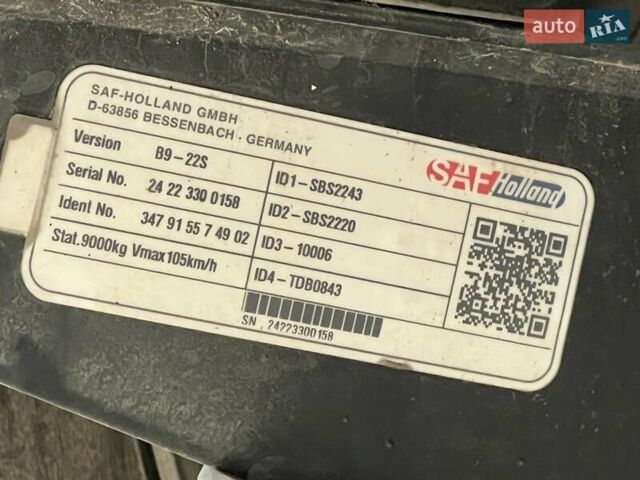 auto RIA.com
SAF-HOLLAND GMBH
D-63856 BESSENBACH · GERMANY
SAF Holland
Version B9-22S
Serial No. 24 22 330 0158
Ident No. 347 91 55 7 49 02
Stat.9000kg Vmax105km/h
ID1-SBS2243
ID2-SBS2220
ID3-10006
ID4-TDB0843
SN, 24223300158